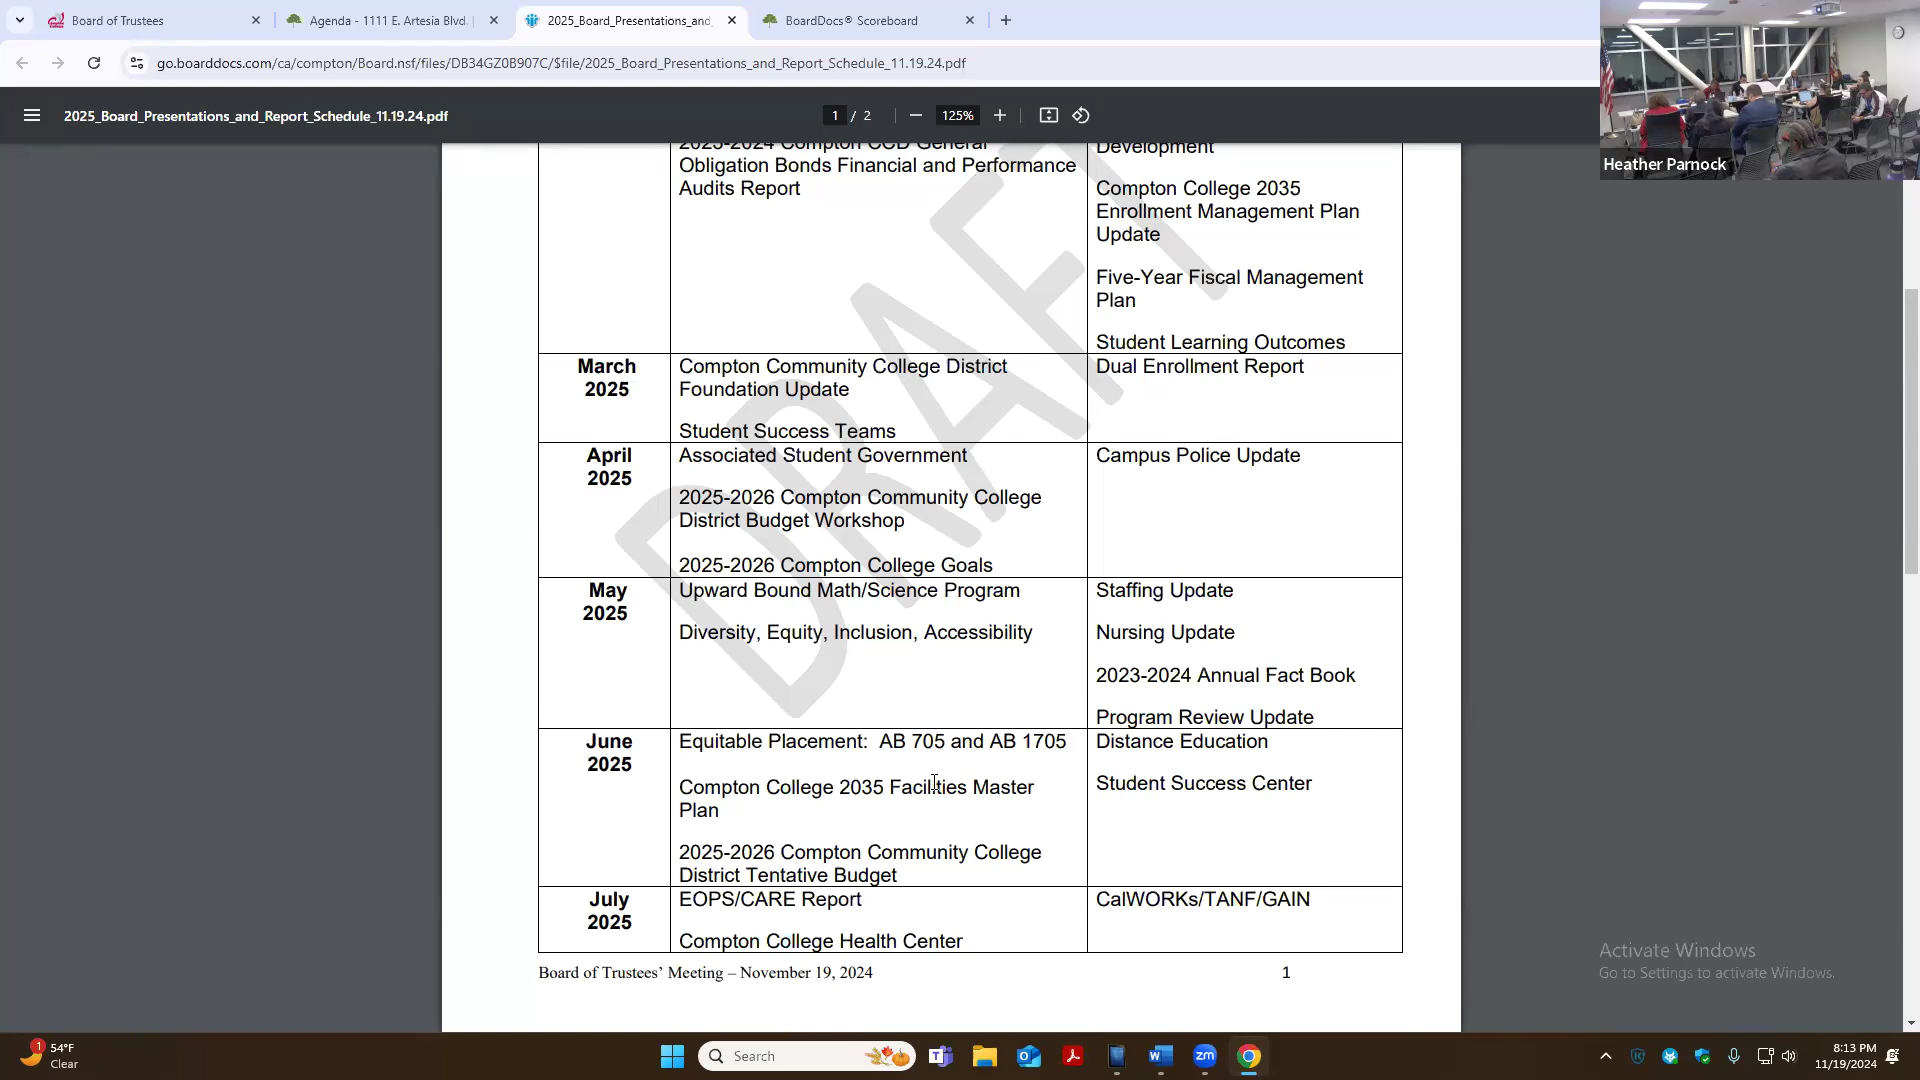 Board of Trustees
Agenda - 1111 E. Artesia Blvd.
2025_Board_Presentations_and
BoardDocs® Scoreboard
go.boarddocs.com/ca/compton/Board.nsf/files/DB34GZ0B907C/$file/2025_Board_Presentations_and_Report_Schedule_11.19.24.pdf
2025_Board_Presentations_and_Report_Schedule_11.19.24.pdf
1 / 2
125%
Heather Parnock
DRAFT
2023-2024 Compton CCD General
Obligation Bonds Financial and Performance
Audits Report
Development
Compton College 2035
Enrollment Management Plan
Update
Five-Year Fiscal Management
Plan
Student Learning Outcomes
March
2025
Compton Community College District
Foundation Update
Student Success Teams
Dual Enrollment Report
April
2025
Associated Student Government
2025-2026 Compton Community College
District Budget Workshop
2025-2026 Compton College Goals
Campus Police Update
May
2025
Upward Bound Math/Science Program
Diversity, Equity, Inclusion, Accessibility
Staffing Update
Nursing Update
2023-2024 Annual Fact Book
Program Review Update
June
2025
Equitable Placement: AB 705 and AB 1705
Compton College 2035 Facilities Master
Plan
2025-2026 Compton Community College
District Tentative Budget
Distance Education
Student Success Center
July
2025
EOPS/CARE Report
Compton College Health Center
CalWORKs/TANF/GAIN
Board of Trustees’ Meeting – November 19, 2024
1
Activate Windows
Go to Settings to activate Windows.
1
54°F
Clear
Search
zm
8:13 PM
11/19/2024